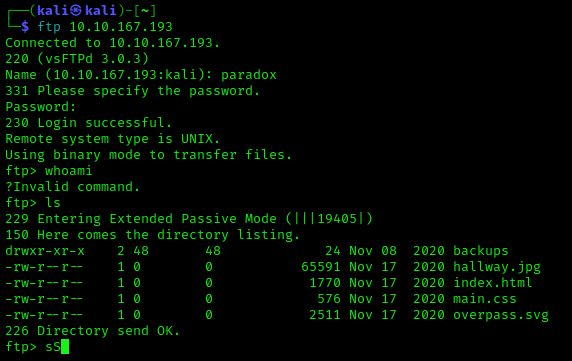 ┌──(kali㉿kali)-[~]
└─$ ftp 10.10.167.193
Connected to 10.10.167.193.
220 (vsFTPd 3.0.3)
Name (10.10.167.193:kali): paradox
331 Please specify the password.
Password:
230 Login successful.
Remote system type is UNIX.
Using binary mode to transfer files.
ftp> whoami
?Invalid command.
ftp> ls
229 Entering Extended Passive Mode (|||19405|)
150 Here comes the directory listing.
drwxr-xr-x    2 48       48             24 Nov 08  2020 backups
-rw-r--r--    1 0        0           65591 Nov 17  2020 hallway.jpg
-rw-r--r--    1 0        0            1770 Nov 17  2020 index.html
-rw-r--r--    1 0        0             576 Nov 17  2020 main.css
-rw-r--r--    1 0        0            2511 Nov 17  2020 overpass.svg
226 Directory send OK.
ftp> sS